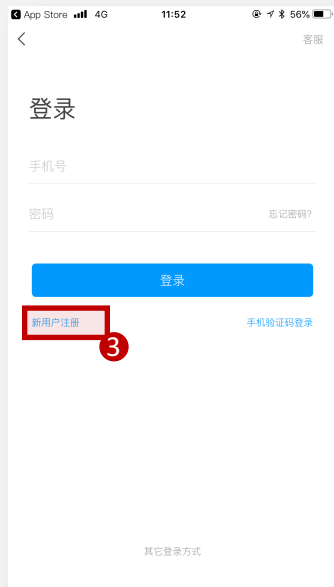 App Store 4G 11:52 56%
客服
登录
手机号
密码 忘记密码?
登录
新用户注册 手机验证码登录
3
其它登录方式